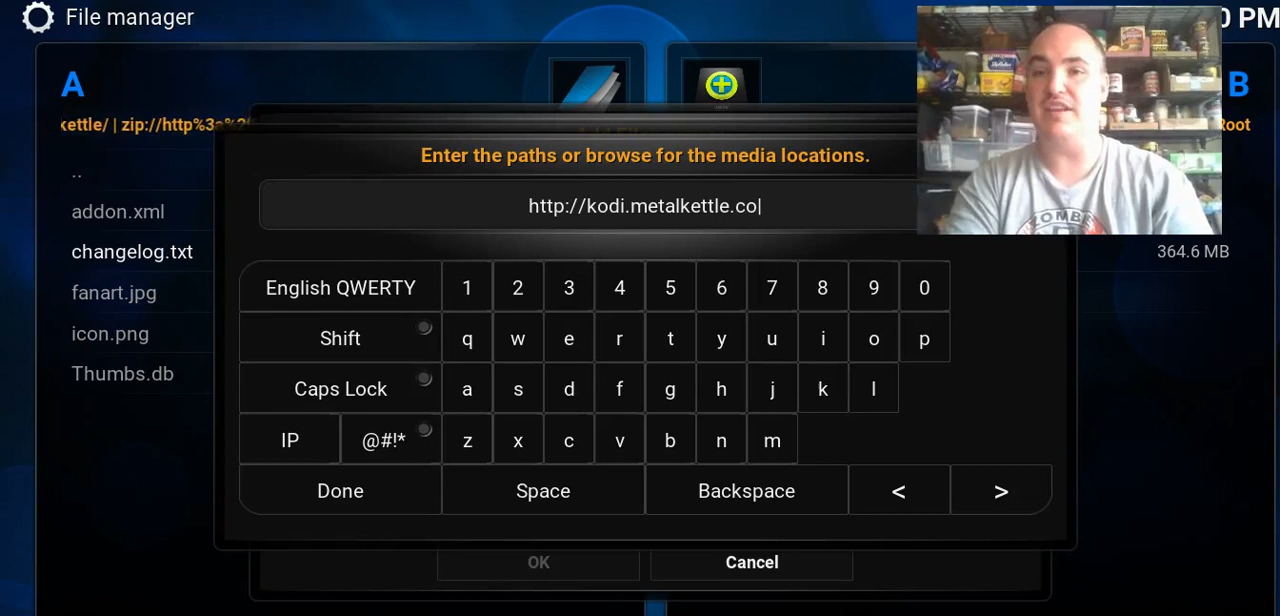 File manager
0 PM
A
B
kettle/ | zip://http%3a%2
Root
Enter the paths or browse for the media locations.
http://kodi.metalkettle.co|
..
addon.xml
changelog.txt
364.6 MB
fanart.jpg
icon.png
Thumbs.db
English QWERTY 1 2 3 4 5 6 7 8 9 0
Shift q w e r t y u i o p
Caps Lock a s d f g h j k l
IP @#!* z x c v b n m
Done Space Backspace < >
OK Cancel
ZOMBIE